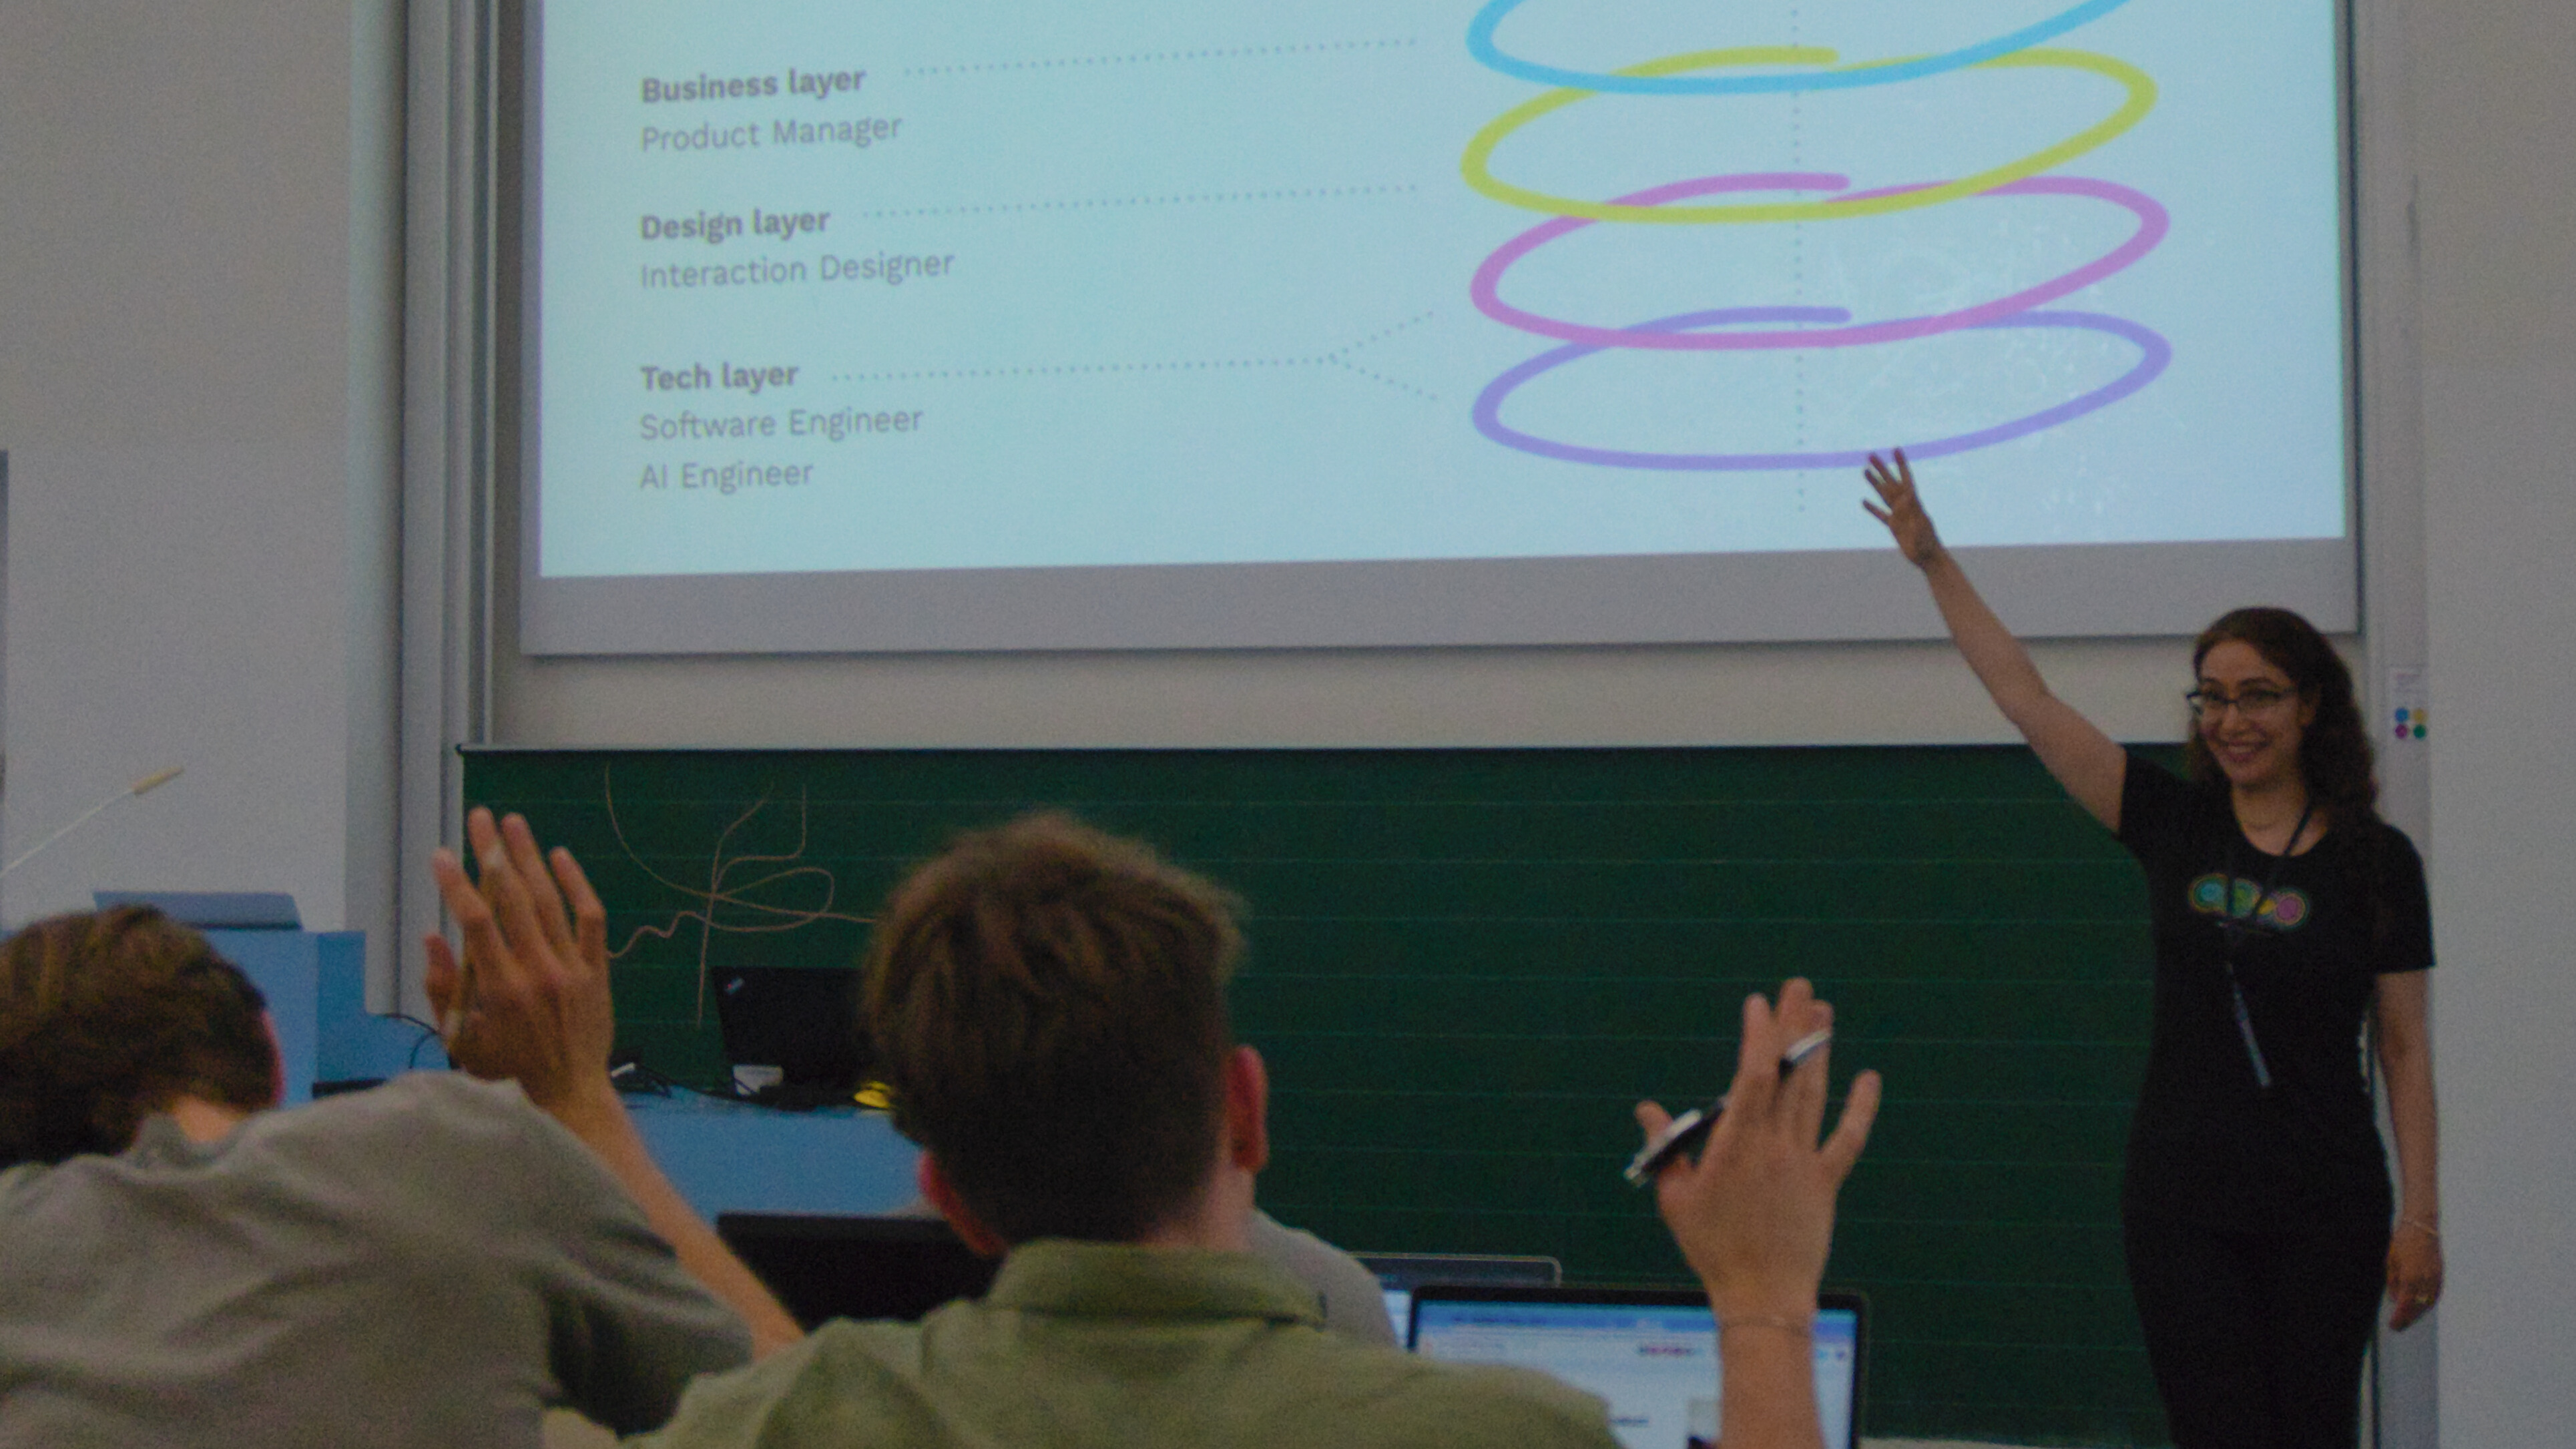 Business layer
Product Manager
Design layer
Interaction Designer
Tech layer
Software Engineer
AI Engineer